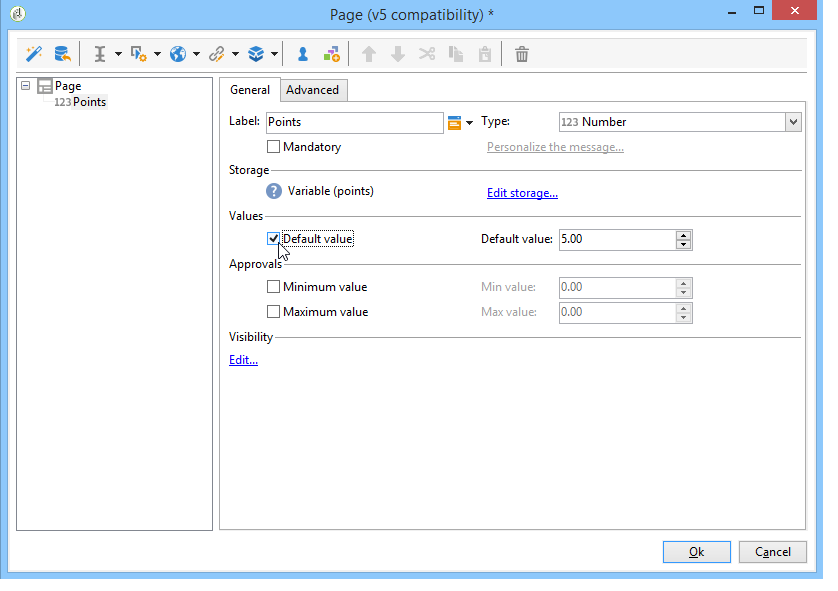 Page (v5 compatibility) *
Page
123 Points
General Advanced
Label: Points Type: 123 Number
Mandatory Personalize the message...
Storage
? Variable (points) Edit storage...
Values
Default value Default value: 5.00
Approvals
Minimum value Min value: 0.00
Maximum value Max value: 0.00
Visibility
Edit...
Ok Cancel